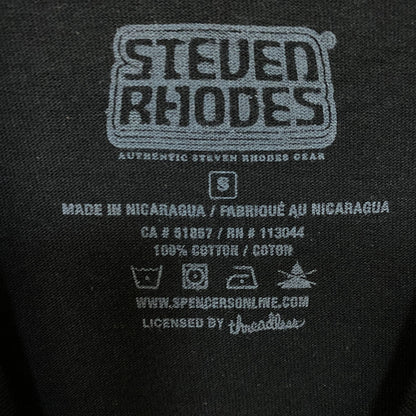 STEVEN
RHODES®
AUTHENTIC STEVEN RHODES GEAR
S
MADE IN NICARAGUA / FABRIQUÉ AU NICARAGUA
CA # 51857 / RN # 113044
100% COTTON / COTON
WWW.SPENCERSONLINE.COM
LICENSED BY threadless